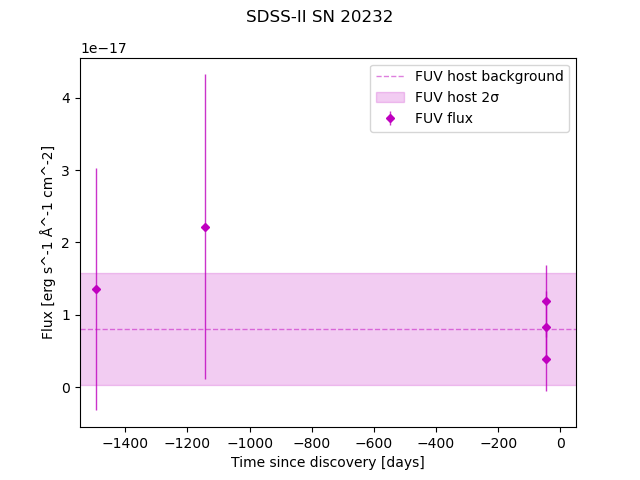 SDSS-II SN 20232
1e−17
FUV host background
FUV host 2σ
FUV flux
4
3
2
1
0
Flux [erg s^-1 Å^-1 cm^-2]
−1400 −1200 −1000 −800 −600 −400 −200 0
Time since discovery [days]